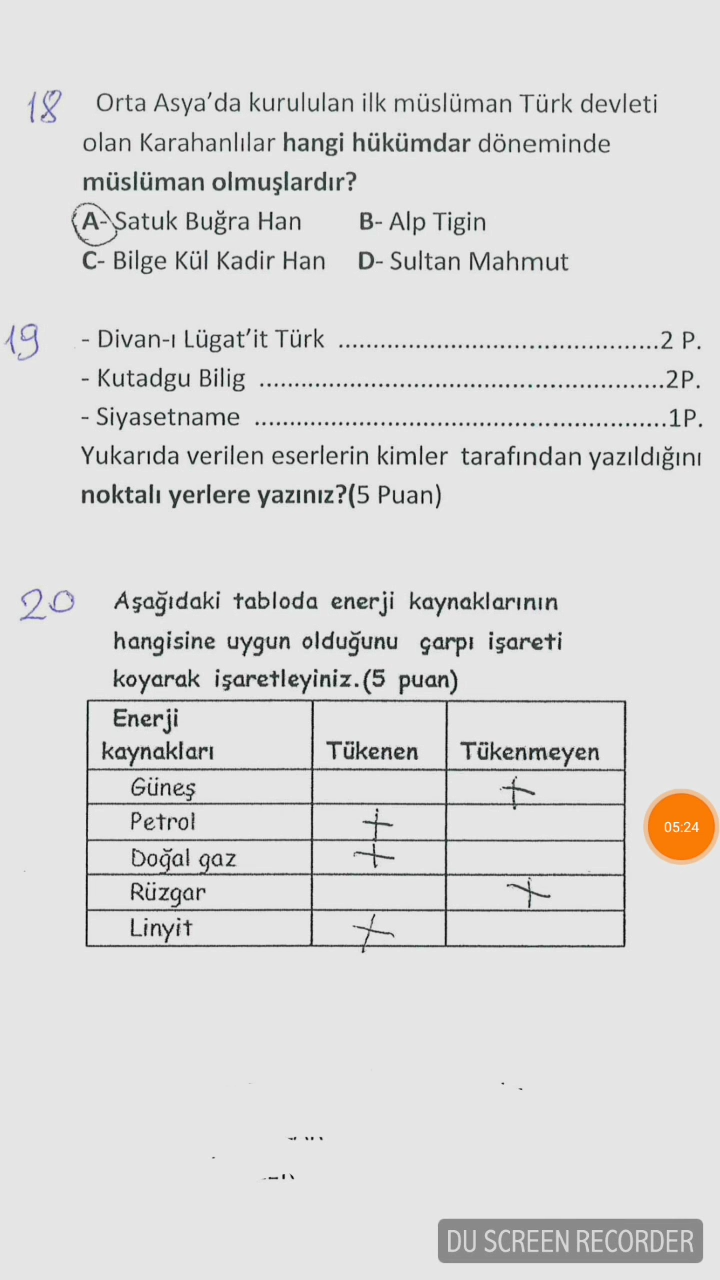 18 Orta Asya'da kurululan ilk müslüman Türk devleti
olan Karahanlılar hangi hükümdar döneminde
müslüman olmuşlardır?
A- Satuk Buğra Han B- Alp Tigin
C- Bilge Kül Kadir Han D- Sultan Mahmut
19 - Divan-ı Lügat'it Türk ..........................................2 P.
- Kutadgu Bilig .....................................................2P.
- Siyasetname ......................................................1P.
Yukarıda verilen eserlerin kimler tarafından yazıldığını
noktalı yerlere yazınız?(5 Puan)
20 Aşağıdaki tabloda enerji kaynaklarının
hangisine uygun olduğunu çarpı işareti
koyarak işaretleyiniz.(5 puan)
Enerji
kaynakları Tükenen Tükenmeyen
Güneş +
Petrol +
05:24
Doğal gaz +
Rüzgar +
Linyit +
DU SCREEN RECORDER